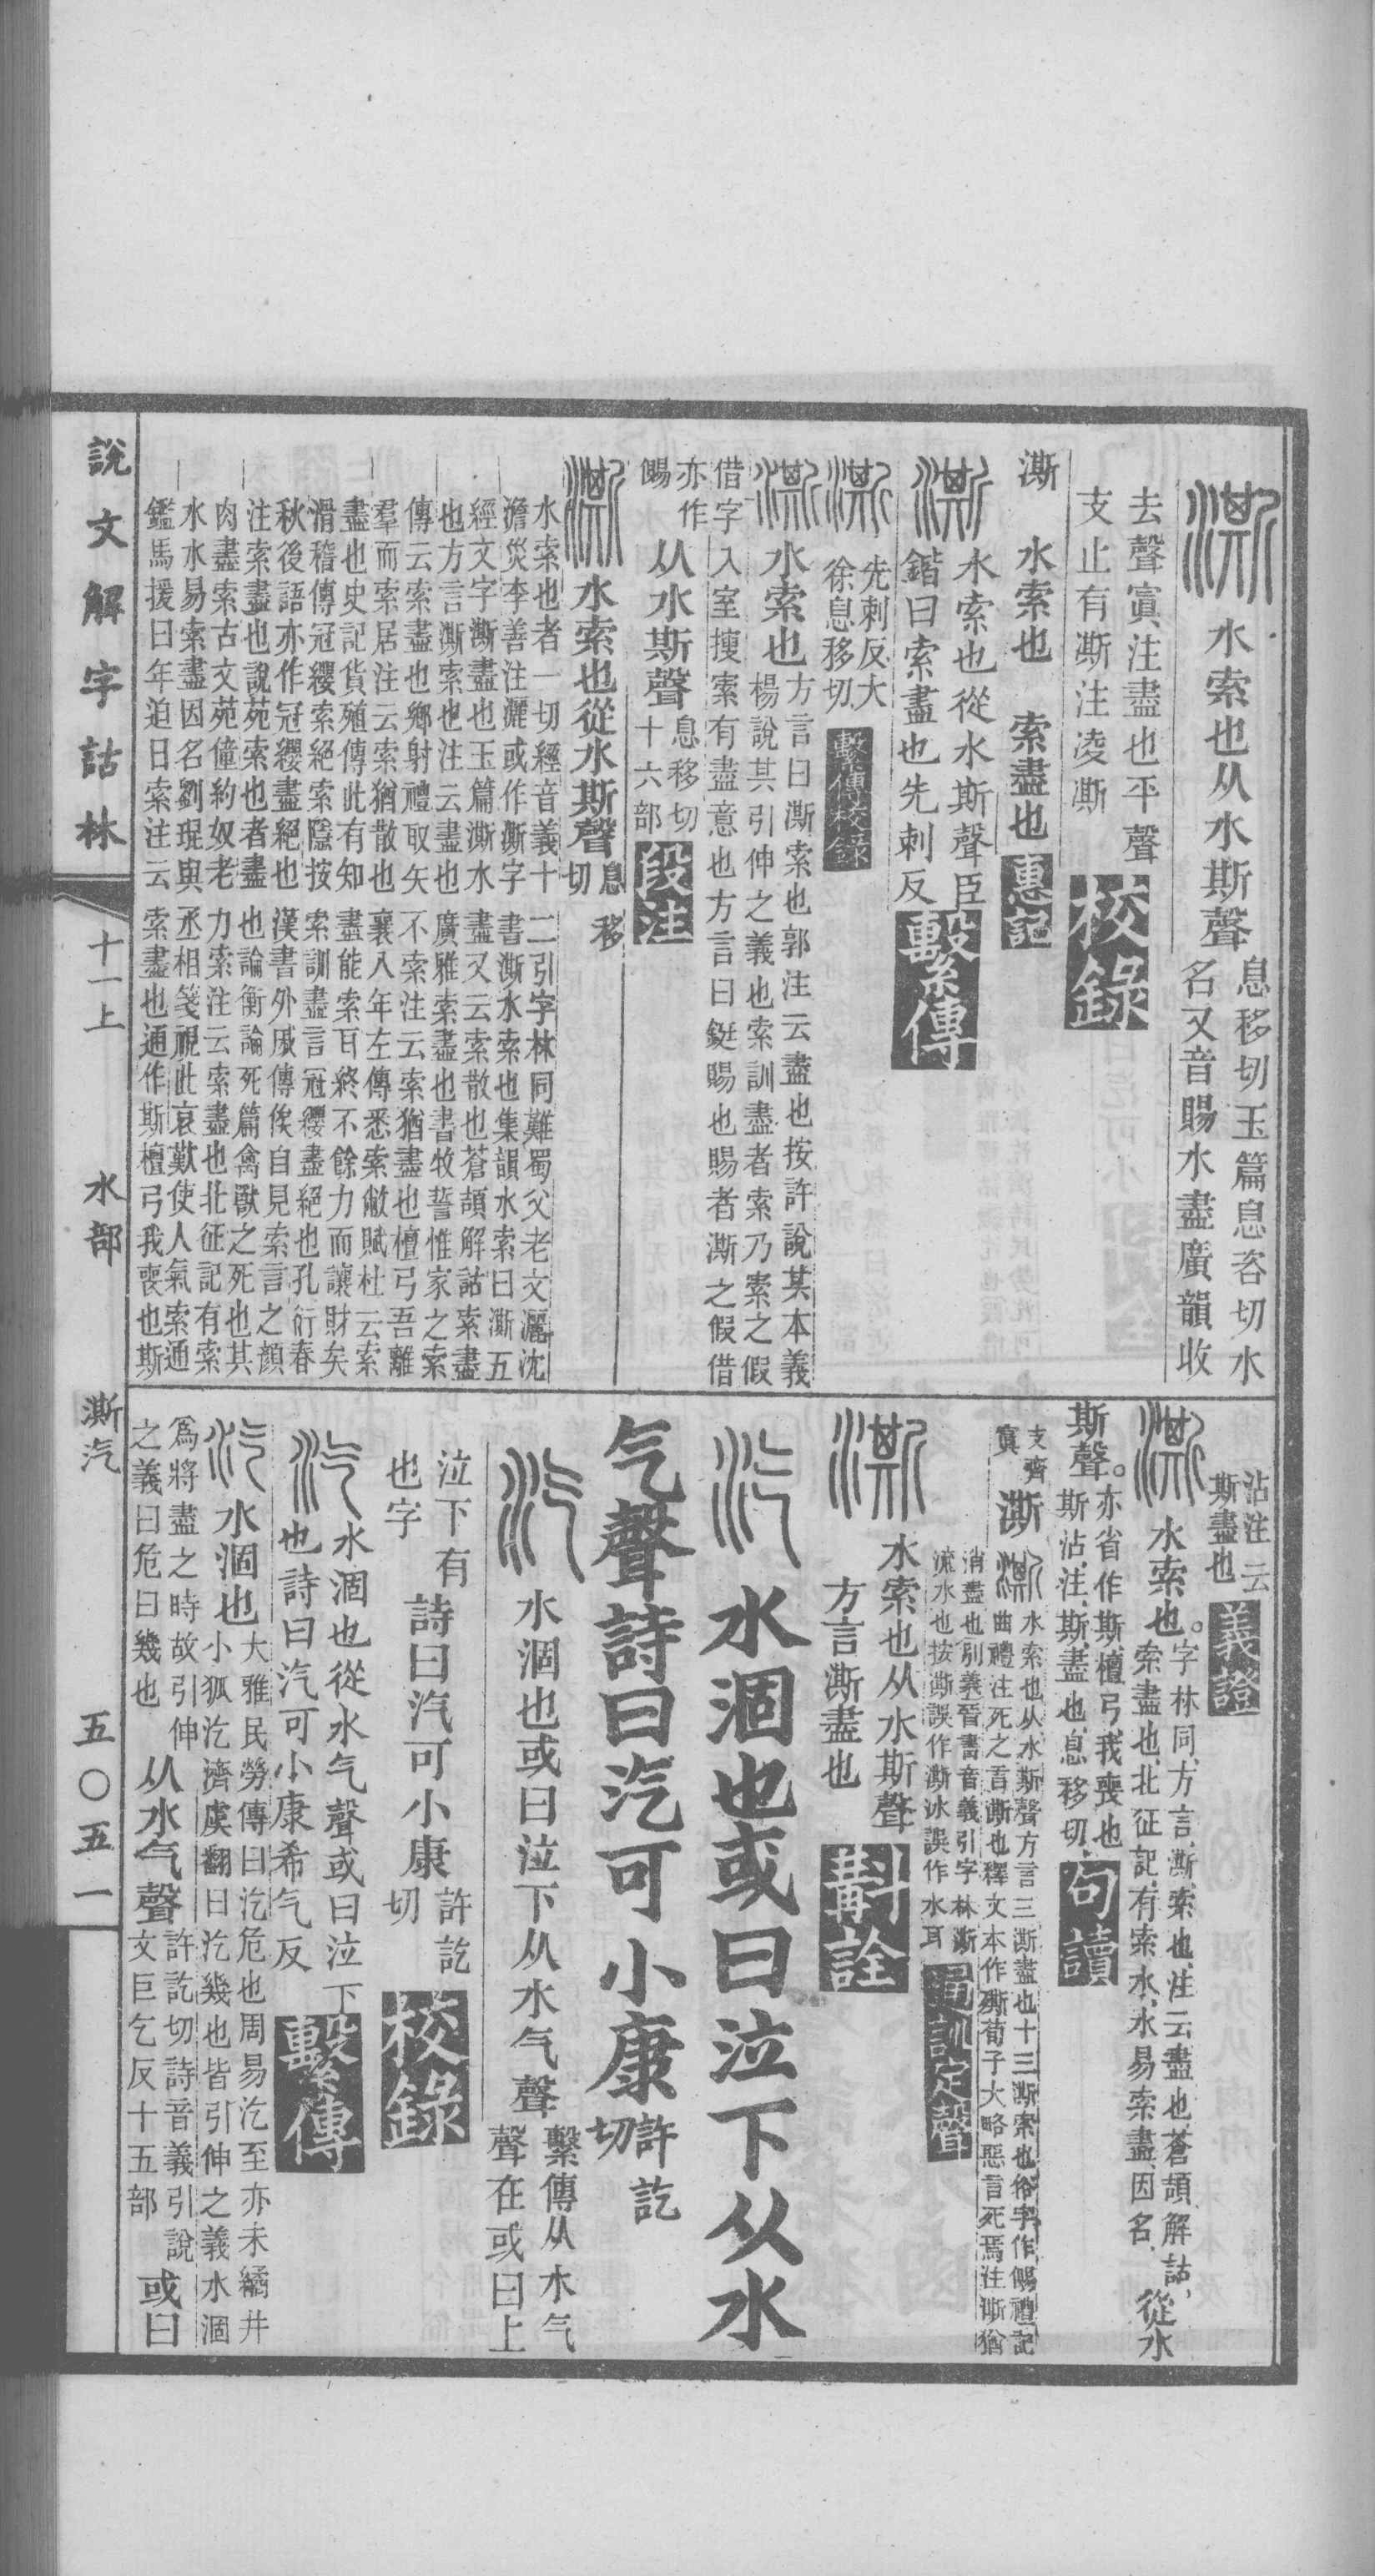 水索也从水斯聲
息移切玉篇息咨切水
名又音賜水盡廣韻收
去聲寘注盡也平聲
支止有澌注凌澌
校錄
澌 水索也 索盡也
惠記
水索也從水斯聲臣
鍇曰索盡也先刺反
繫傳
先刺反大
徐息移切
繫傳校錄
水索也
方言曰澌索也郭注云盡也按許說其本義
楊說其引伸之義也索訓盡者索乃㩹之假
借字入室搜索有盡意也方言曰鋌賜也賜者澌之假借
亦作
賜
从水斯聲
息移切
十六部
段注
水索也從水斯聲
息移
切
水索也者一切經音義十二引字林同難蜀父老文灑沈
澹災李善注灑或作澌字書澌水索也集韻水索曰澌五
經文字澌盡也玉篇澌水盡又云索散也蒼頡解詁索盡
也方言澌索也注云盡也廣雅索盡也書牧誓惟家之索
傳云索盡也鄉射禮取矢不索注云索猶盡也檀弓吾離
羣而索居注云索猶散也襄八年左傳悉索敝賦杜云索
盡也史記貨殖傳此有知盡能索耳終不餘力而讓財矣
滑稽傳冠纓索絕索隱按索訓盡言冠纓盡絕也孔衍春
秋後語亦作冠纓盡絕也漢書外戚傳俟自見索言之顏
注索盡也說苑索也者盡也論衡論死篇禽獸之死也其
肉盡索古文苑僮約奴老力索注云索盡也北征記有索
水水易索盡因名劉琨與丞相箋視此哀歎使人氣索通
鑑馬援曰年迫日索注云索盡也通作斯檀弓我喪也斯
沾注云
斯盡也
義證
水索也。
字林同方言澌索也注云盡也蒼頡解詁
索盡也北征記有索水水易索盡因名
從水
斯聲。
亦省作斯檀弓我喪也
斯沾注斯盡也息移切
句讀
支齊
寘
澌
水索也从水斯聲方言三澌盡也十三澌索也俗字作㒋禮記
曲禮注死之言澌也釋文本作㒋荀子大略惡言死焉注澌猶
消盡也別義晉書音義引字林澌
流水也按澌誤作澌冰誤作水耳
通訓定聲
水索也从水斯聲
方言澌盡也
斠詮
水涸也或曰泣下从水
气聲詩曰汽可小康
許訖
切
水涸也或曰泣下从水气聲
繫傳从水气
聲在或曰上
泣下有
也字
詩曰汽可小康
許訖
切
校錄
水涸也從水气聲或曰泣下
也詩曰汽可小康希气反
繫傳
水涸也
大雅民勞傳曰汔危也周易汔至亦未繘井
小狐汔濟虞翻曰汔幾也皆引伸之義水涸
爲將盡之時故引伸
之義曰危曰幾也
从水气聲
許訖切詩音義引說
文巨乞反十五部
或曰
說文解字詁林
十一上
水部
澌汽
五〇五一